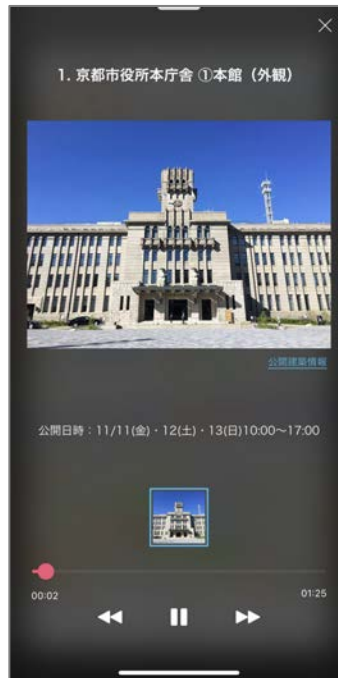 1. 京都市役所本庁舎 ①本館（外観）
公開建築情報
公開日時：11/11(金)・12(土)・13(日)10:00～17:00
00:02
01:25